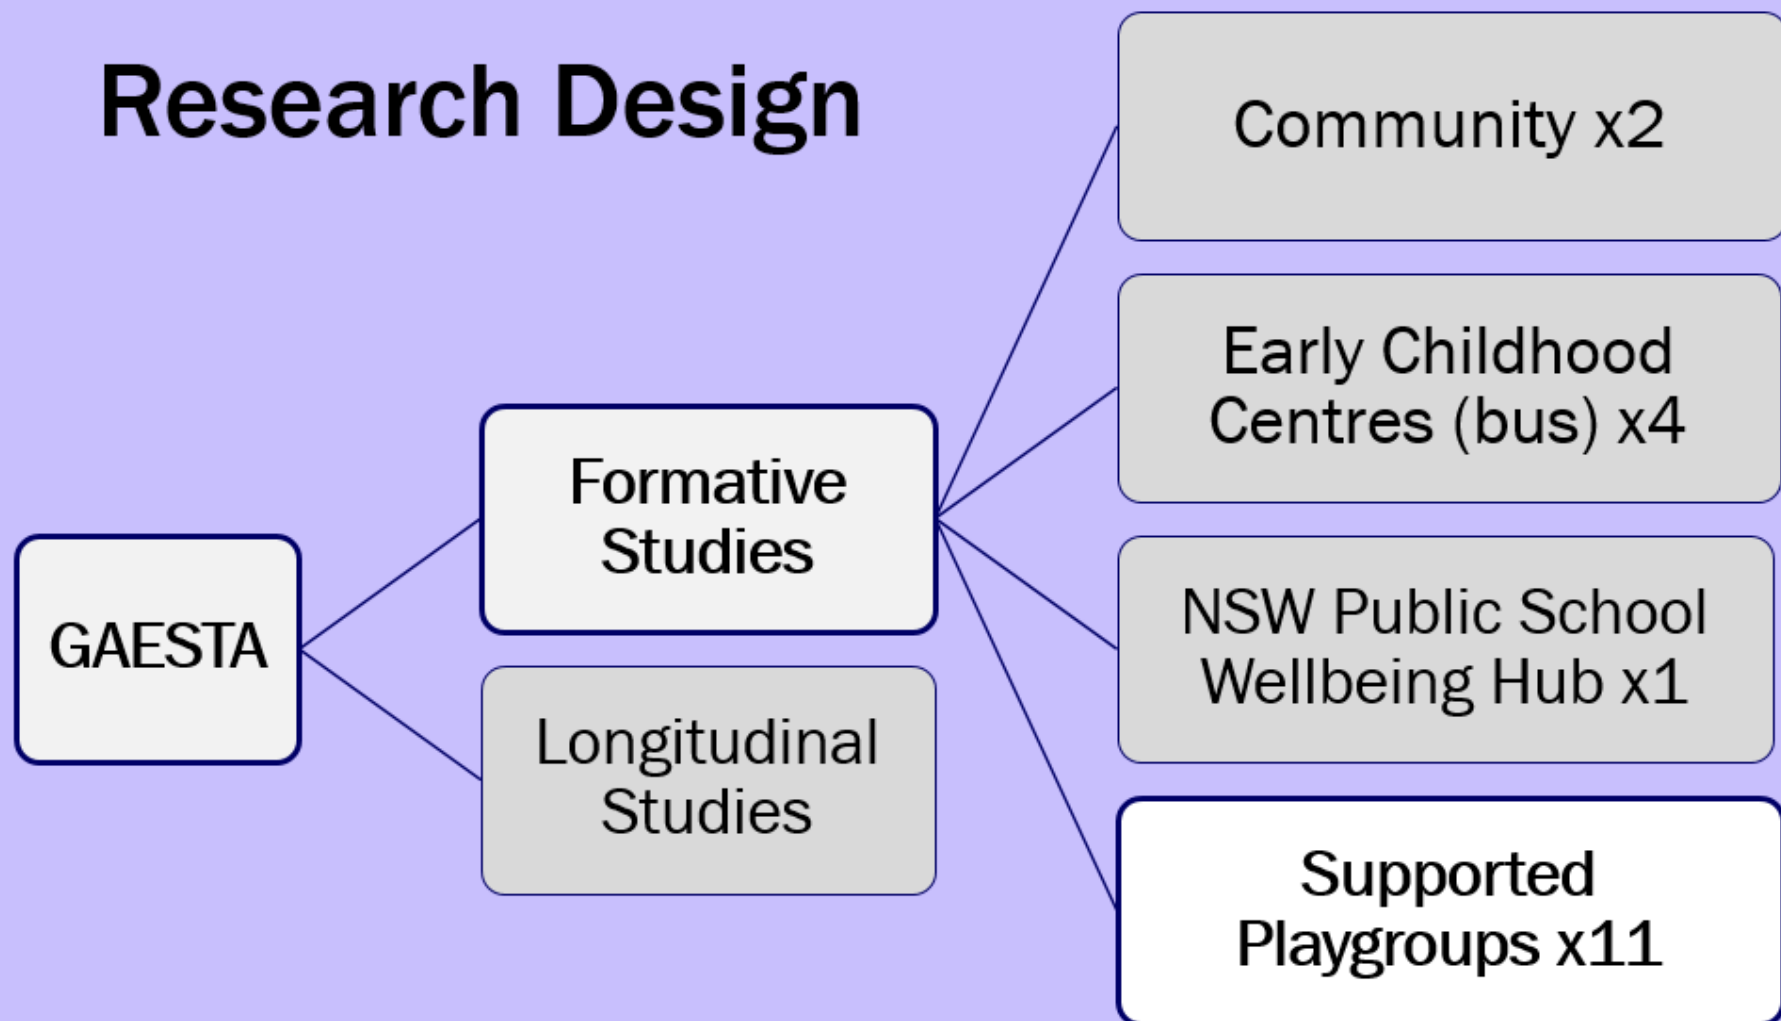 Research Design
GAESTA
Formative
Studies
Longitudinal
Studies
Community x2
Early Childhood
Centres (bus) x4
NSW Public School
Wellbeing Hub x1
Supported
Playgroups x11